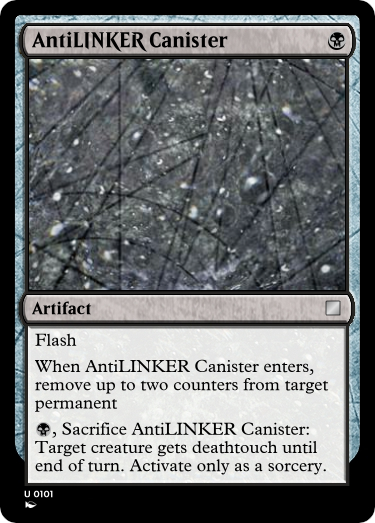 AntiLINKER Canister
Artifact
Flash
When AntiLINKER Canister enters,
remove up to two counters from target
permanent
, Sacrifice AntiLINKER Canister:
Target creature gets deathtouch until
end of turn. Activate only as a sorcery.
U 0101